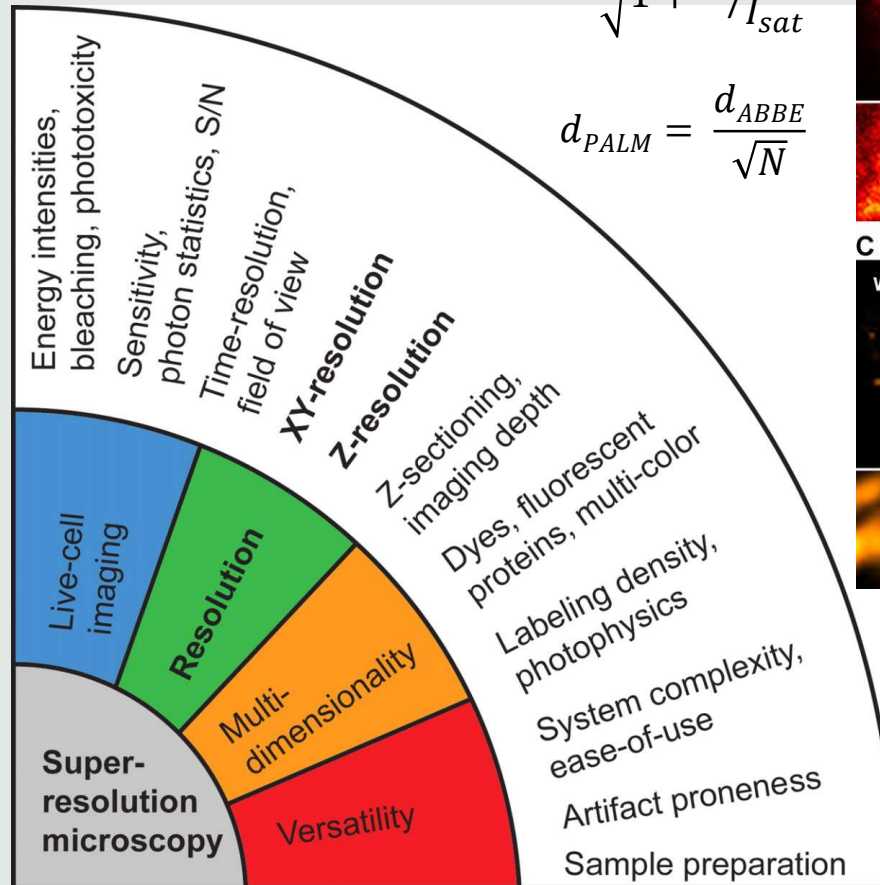 √1 + /I_sat
d_PALM = d_ABBE / √N
C
Energy intensities,
bleaching, phototoxicity
Sensitivity,
photon statistics, S/N
Time-resolution,
field of view
XY-resolution
Z-resolution
Z-sectioning,
imaging depth
Dyes, fluorescent
proteins, multi-color
Labeling density,
photophysics
System complexity,
ease-of-use
Artifact proneness
Sample preparation
Live-cell
imaging
Resolution
Multi-
dimensionality
Versatility
Super-
resolution
microscopy